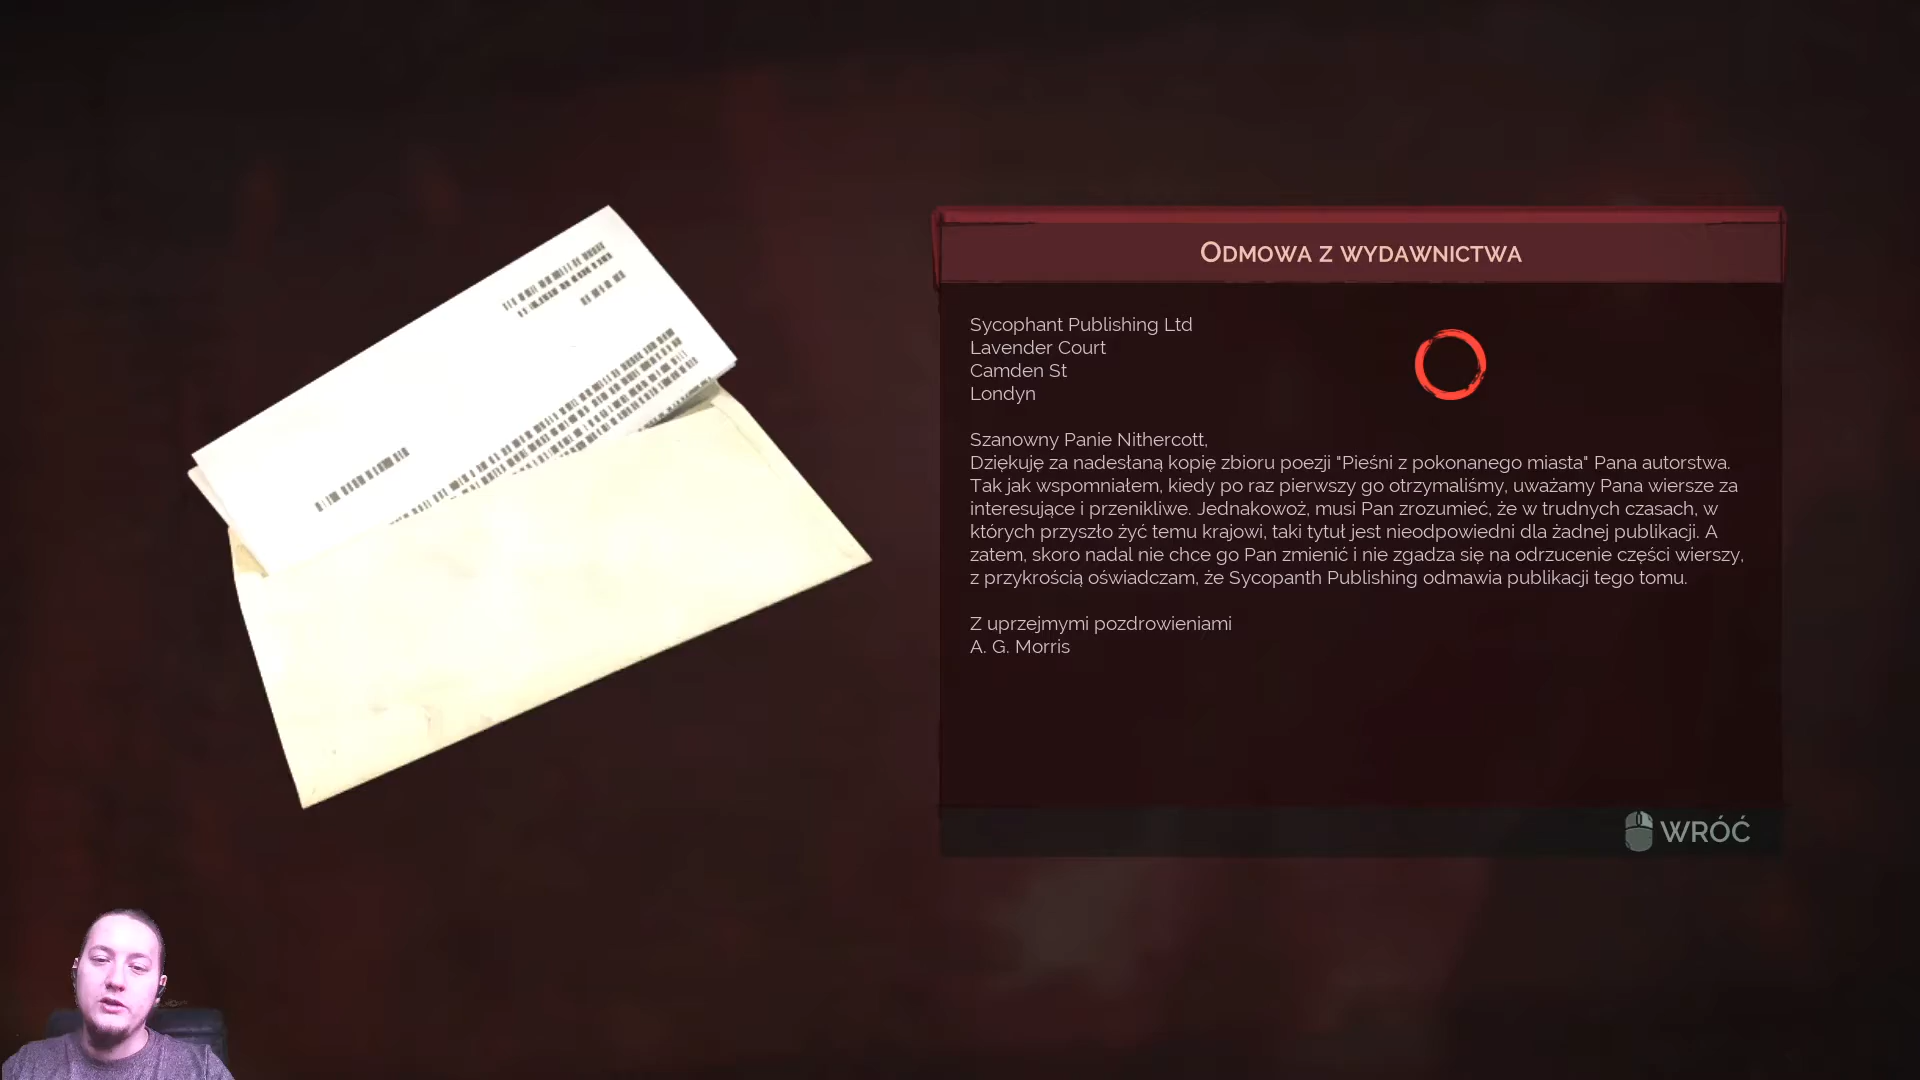 Odmowa z wydawnictwa
Sycophant Publishing Ltd
Lavender Court
Camden St
Londyn
Szanowny Panie Nithercott,
Dziękuję za nadesłaną kopię zbioru poezji "Pieśni z pokonanego miasta" Pana autorstwa.
Tak jak wspomniałem, kiedy po raz pierwszy go otrzymaliśmy, uważamy Pana wiersze za
interesujące i przenikliwe. Jednakowoż, musi Pan zrozumieć, że w trudnych czasach, w
których przyszło żyć temu krajowi, taki tytuł jest nieodpowiedni dla żadnej publikacji. A
zatem, skoro nadal nie chce go Pan zmienić i nie zgadza się na odrzucenie części wierszy,
z przykrością oświadczam, że Sycopanth Publishing odmawia publikacji tego tomu.
Z uprzejmymi pozdrowieniami
A. G. Morris
WRÓĆ